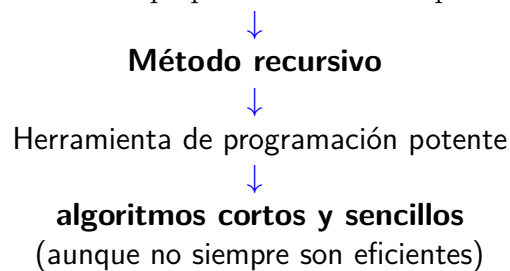 ↓
Método recursivo
↓
Herramienta de programación potente
↓
algoritmos cortos y sencillos
(aunque no siempre son eficientes)